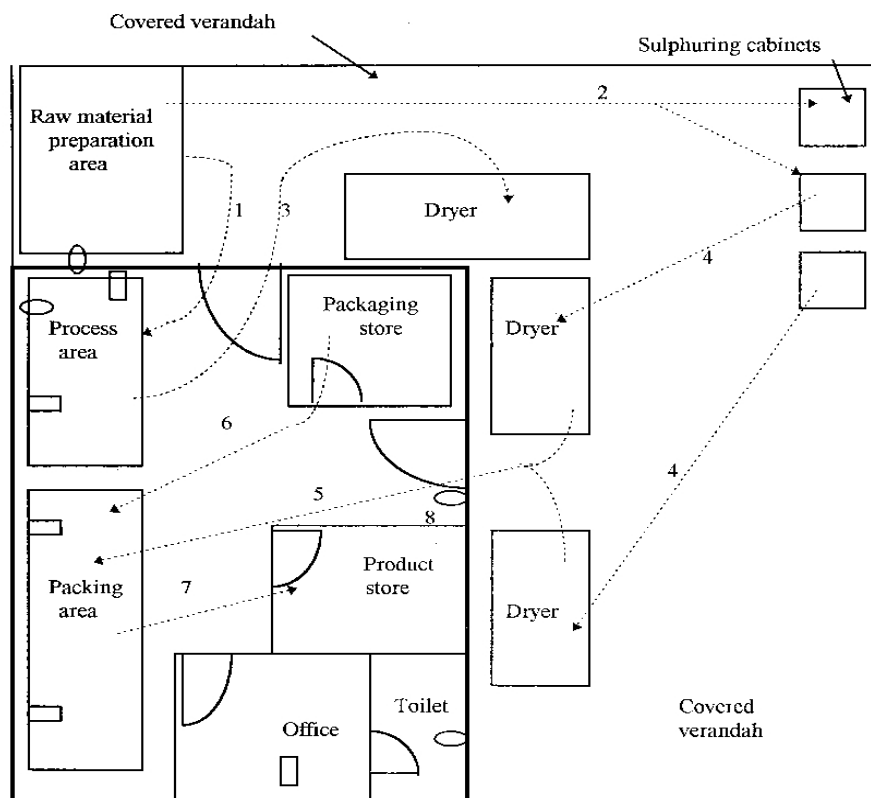 Covered verandah
Sulphuring cabinets
2
Raw material
preparation
area
1
3
Dryer
4
Packaging
store
Process
area
Dryer
6
4
5
8
Product
store
Packing
area
7
Dryer
Office
Toilet
Covered
verandah